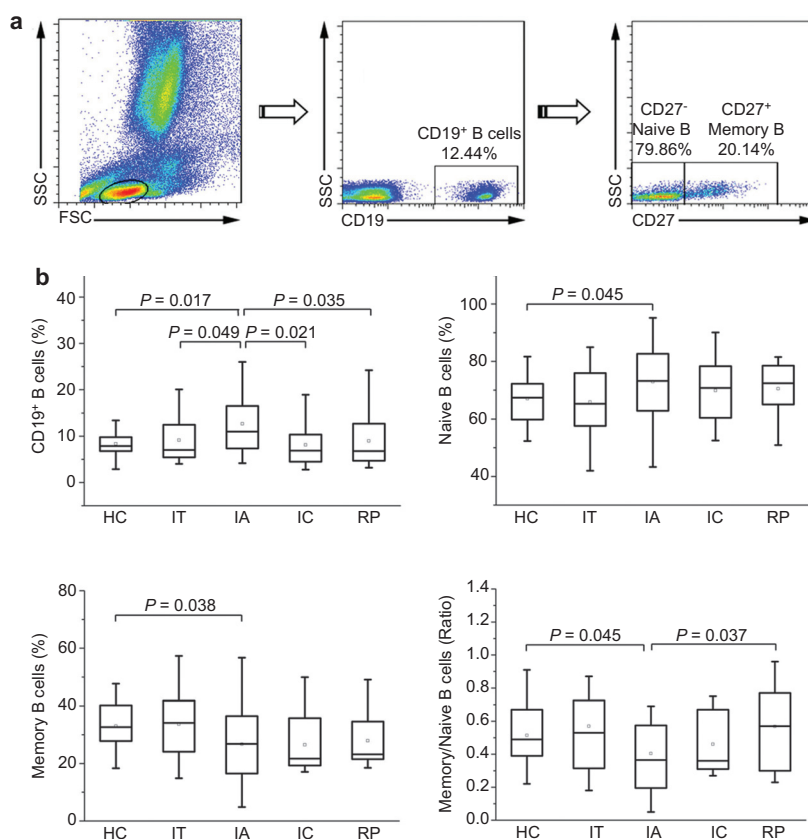 a
SSC
FSC
SSC
CD19⁺ B cells
12.44%
CD19
SSC
CD27⁻
Naive B
79.86%
CD27⁺
Memory B
20.14%
CD27
b
CD19⁺ B cells (%)
40
30
20
10
0
P = 0.017
P = 0.035
P = 0.049
P = 0.021
HC IT IA IC RP
Naive B cells (%)
100
80
60
40
P = 0.045
HC IT IA IC RP
Memory B cells (%)
80
60
40
20
0
P = 0.038
HC IT IA IC RP
Memory/Naive B cells (Ratio)
1.4
1.2
1.0
0.8
0.6
0.4
0.2
0.0
P = 0.045
P = 0.037
HC IT IA IC RP